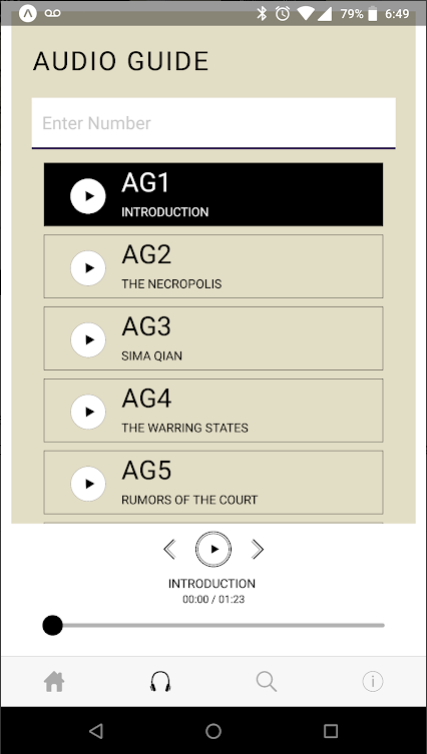 79% 6:49
AUDIO GUIDE
Enter Number
AG1
INTRODUCTION
AG2
THE NECROPOLIS
AG3
SIMA QIAN
AG4
THE WARRING STATES
AG5
RUMORS OF THE COURT
INTRODUCTION
00:00 / 01:23